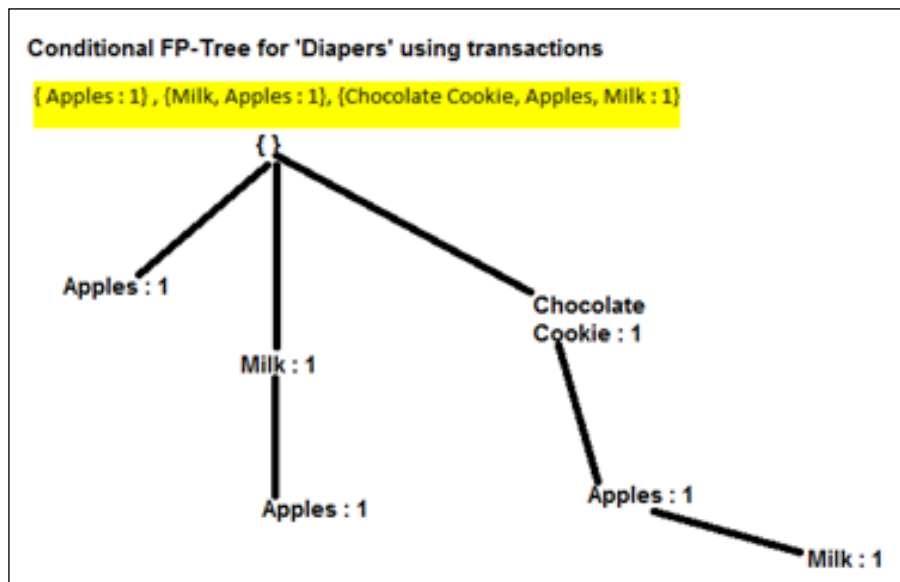 Conditional FP-Tree for 'Diapers' using transactions
{ Apples : 1} , {Milk, Apples : 1}, {Chocolate Cookie, Apples, Milk : 1}
{ }
Apples : 1
Chocolate
Cookie : 1
Milk : 1
Apples : 1
Apples : 1
Milk : 1